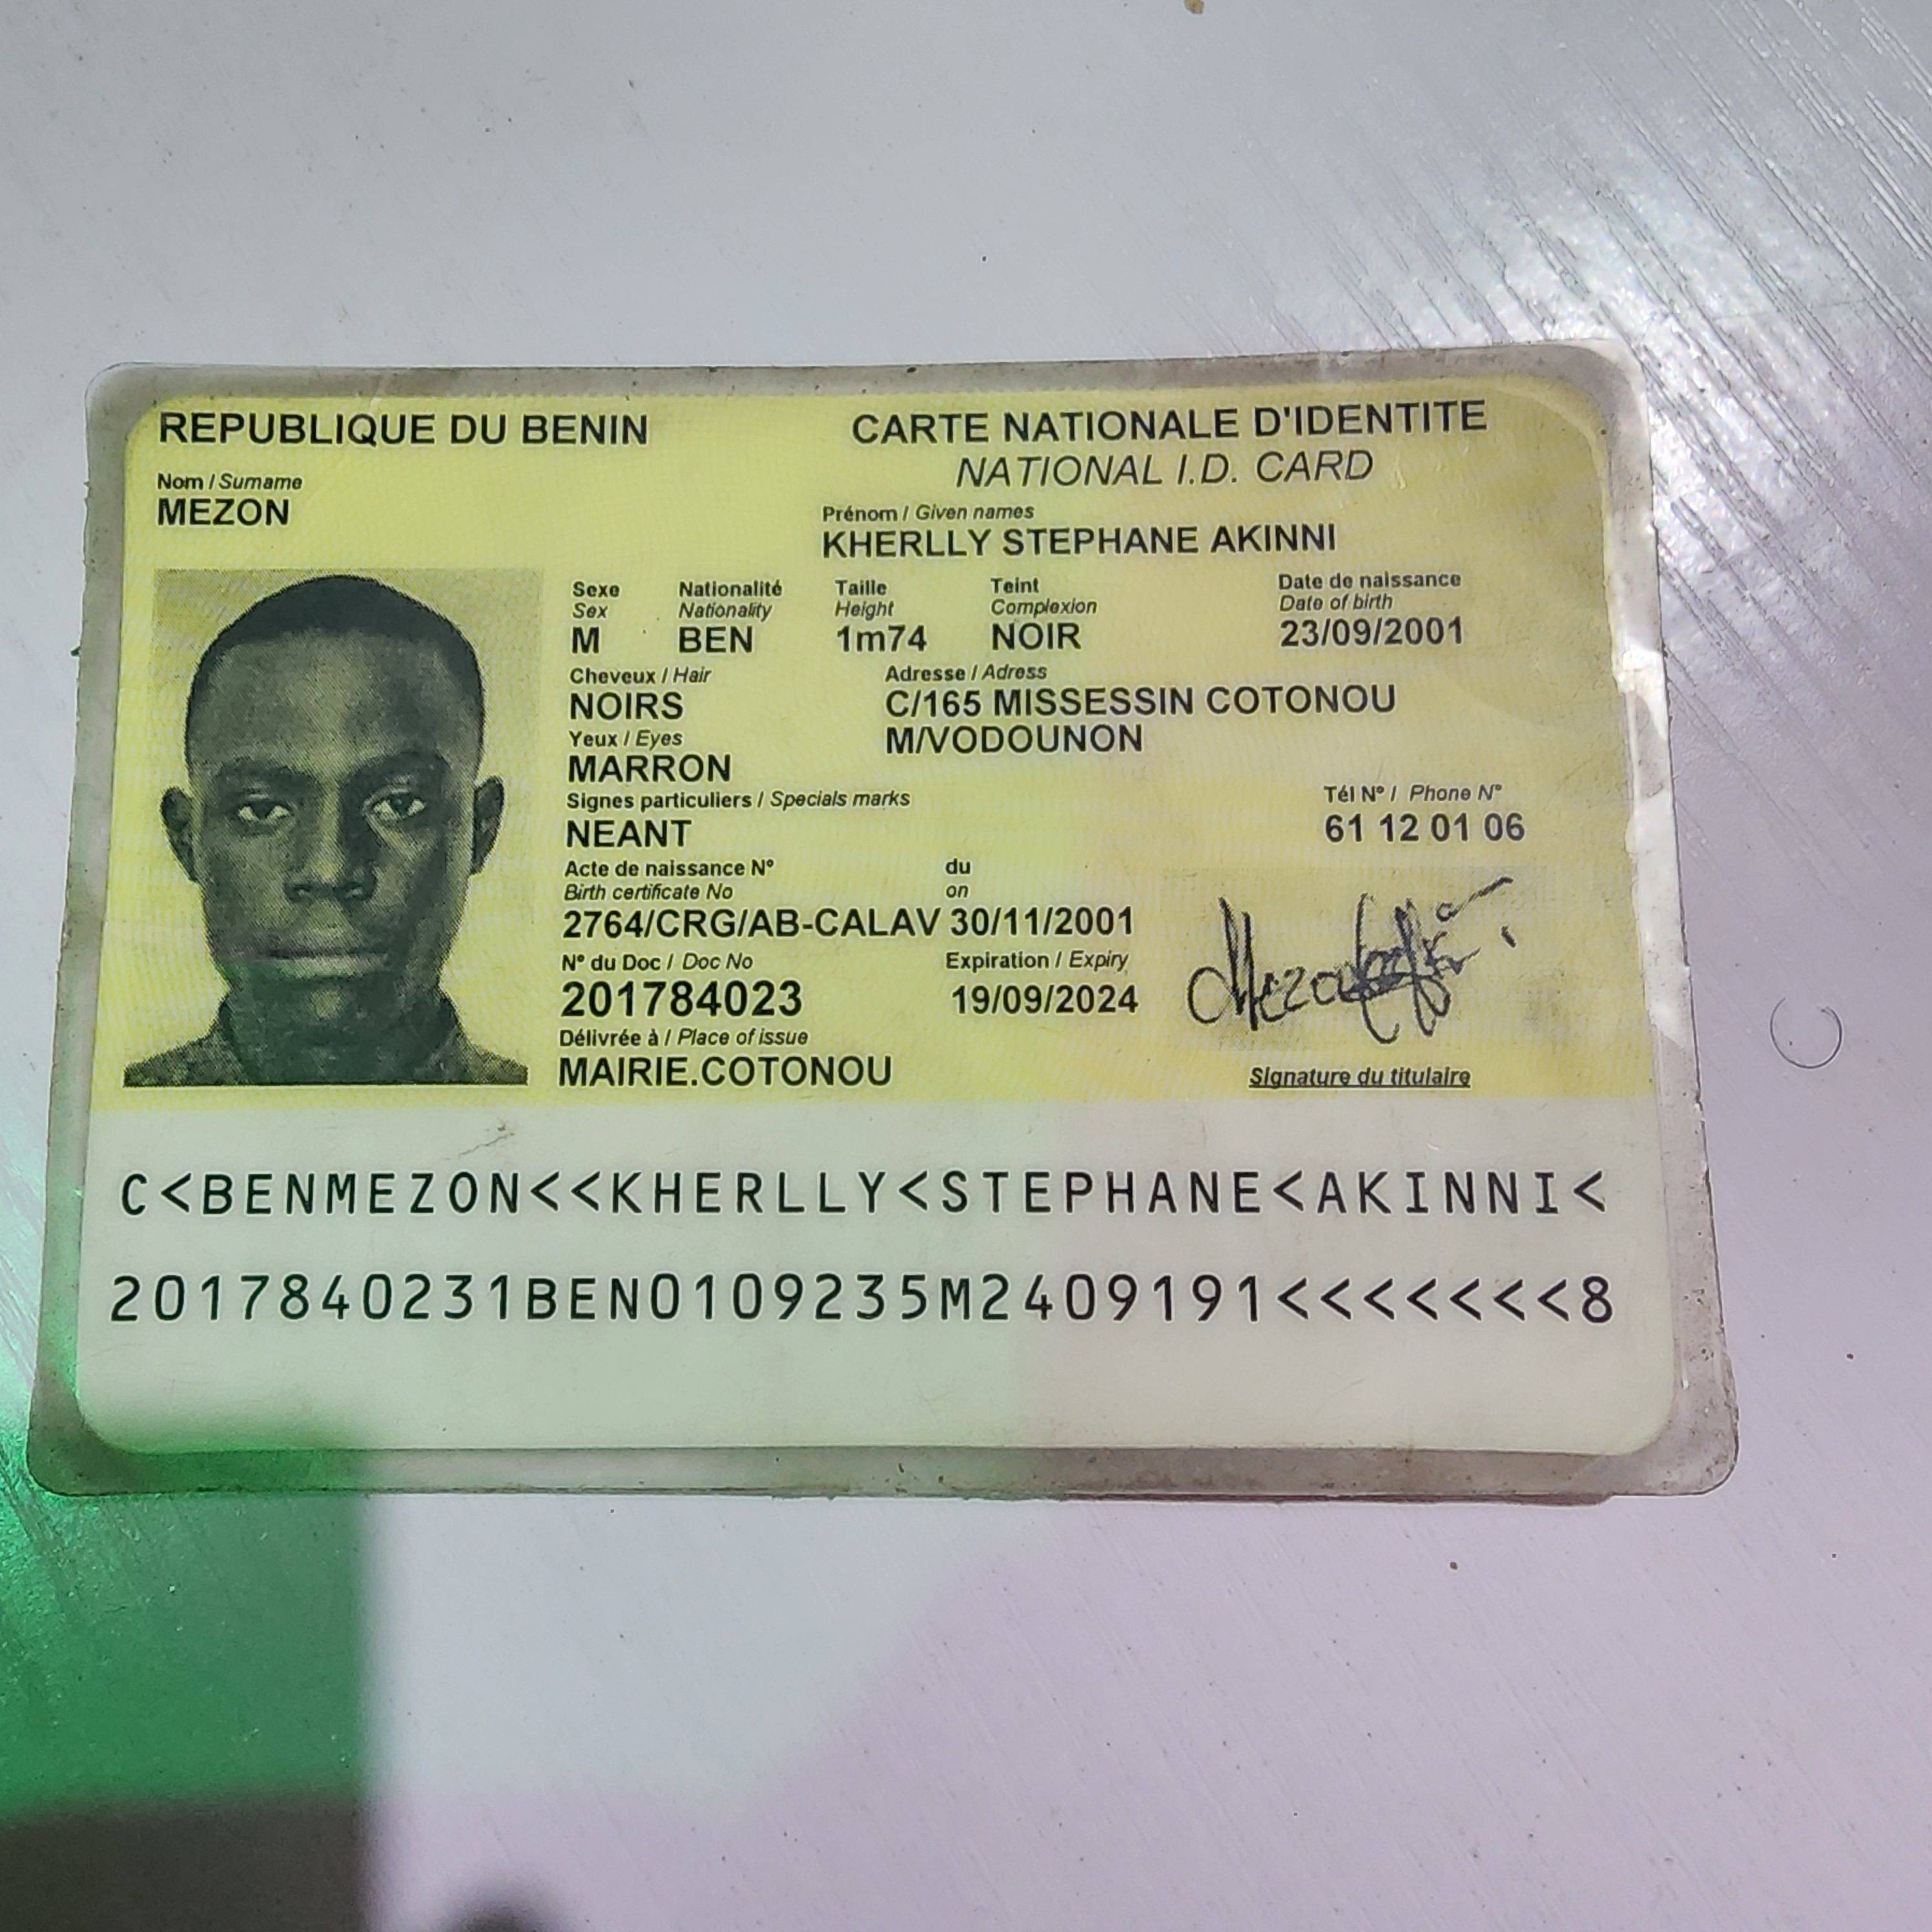 REPUBLIQUE DU BENIN
CARTE NATIONALE D'IDENTITE
NATIONAL I.D. CARD
Nom / Surname
MEZON
Prénom / Given names
KHERLLY STEPHANE AKINNI
Sexe Nationalité Taille Teint Date de naissance
Sex Nationality Height Complexion Date of birth
M BEN 1m74 NOIR 23/09/2001
Cheveux / Hair Adresse / Adress
NOIRS C/165 MISSESSIN COTONOU
Yeux / Eyes M/VODOUNON
MARRON
Signes particuliers / Specials marks Tél N° / Phone N°
NEANT 61 12 01 06
Acte de naissance N° du
Birth certificate No on
2764/CRG/AB-CALAV 30/11/2001
N° du Doc / Doc No Expiration / Expiry
201784023 19/09/2024
Délivrée à / Place of issue
MAIRIE.COTONOU Signature du titulaire
C<BENMEZON<<KHERLLY<STEPHANE<AKINNI<
2017840231BEN0109235M2409191<<<<<<<8